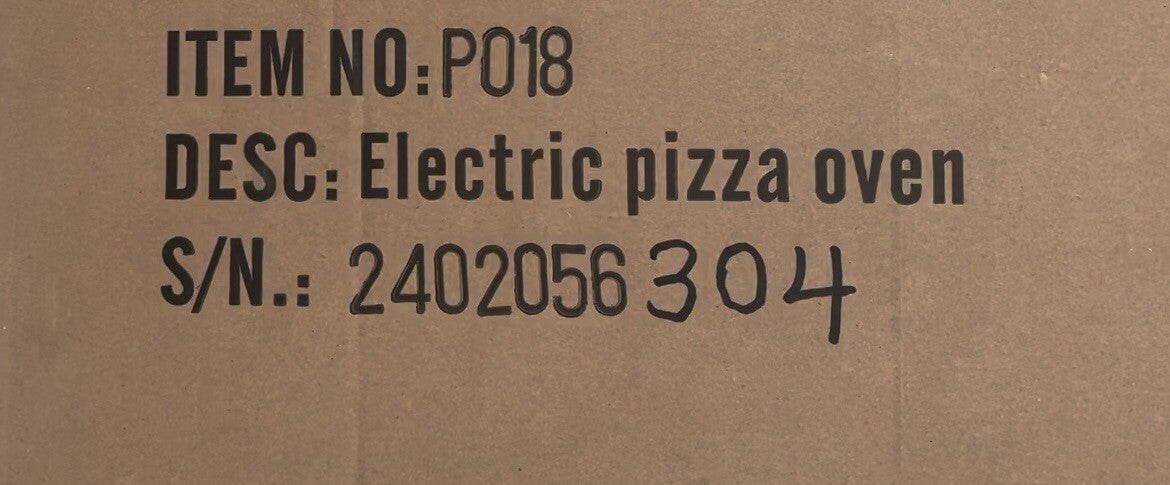 ITEM NO: P018
DESC: Electric pizza oven
S/N.: 2402056304